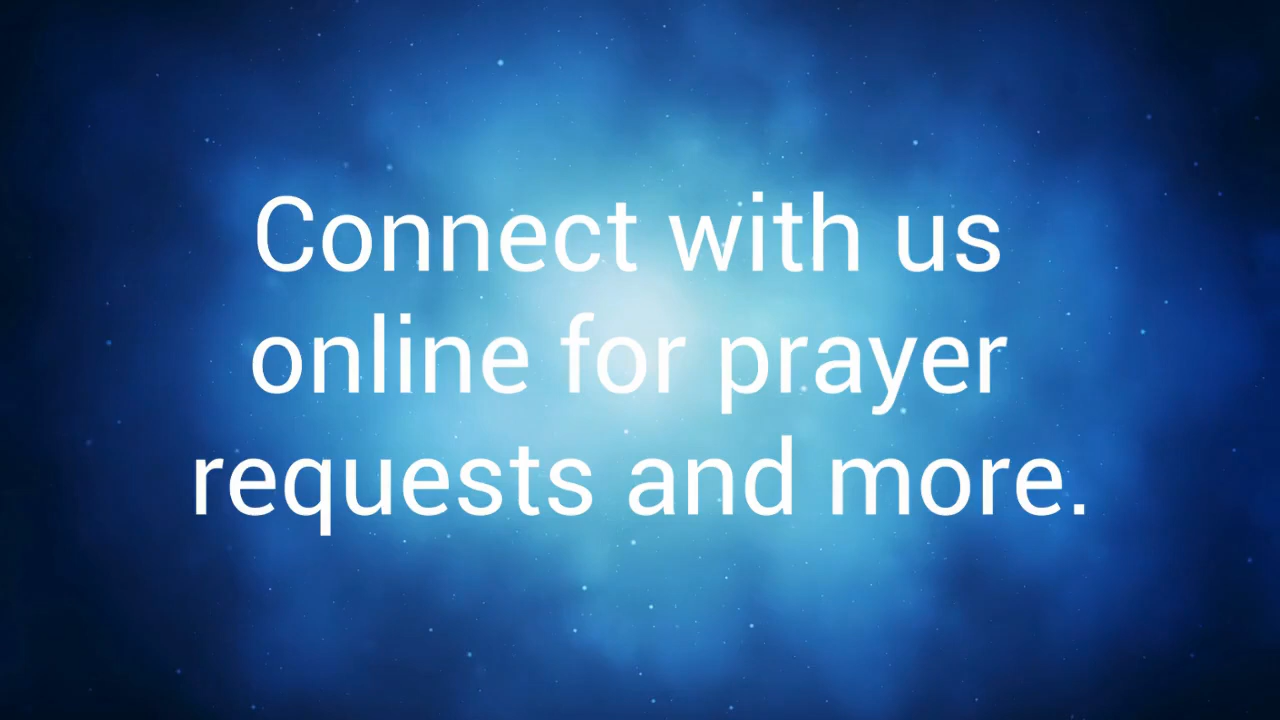 Connect with us
online for prayer
requests and more.